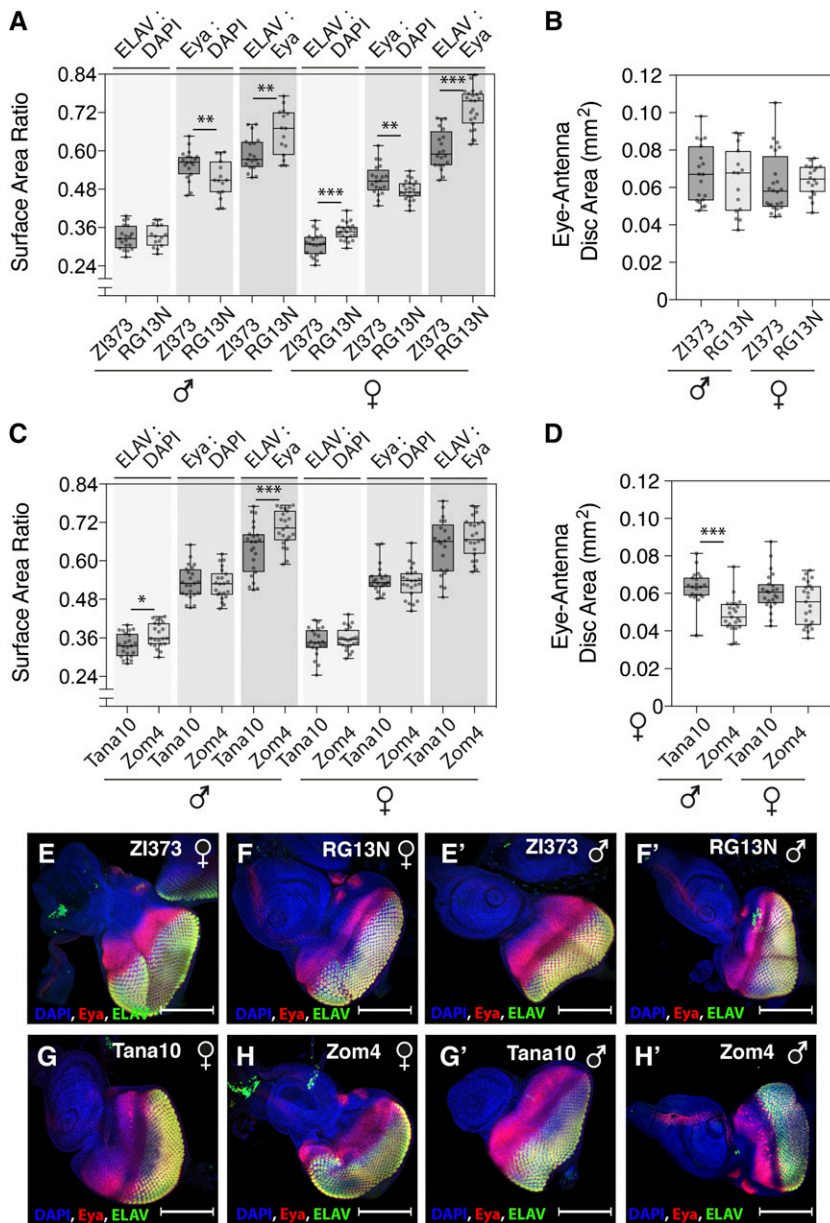 A
ELAV : DAPI
Eya : DAPI
ELAV : Eya
ELAV : DAPI
Eya : DAPI
ELAV : Eya
Surface Area Ratio
0.84
0.72
0.60
0.48
0.36
0.24
**
**
***
**
***
ZI373
RG13N
ZI373
RG13N
ZI373
RG13N
ZI373
RG13N
ZI373
RG13N
ZI373
RG13N
♂
♀
B
Eye-Antenna
Disc Area (mm²)
0.12
0.10
0.08
0.06
0.04
0.02
0
ZI373
RG13N
ZI373
RG13N
♂
♀
C
ELAV : DAPI
Eya : DAPI
ELAV : Eya
ELAV : DAPI
Eya : DAPI
ELAV : Eya
Surface Area Ratio
0.84
0.72
0.60
0.48
0.36
0.24
*
***
Tana10
Zom4
Tana10
Zom4
Tana10
Zom4
Tana10
Zom4
Tana10
Zom4
Tana10
Zom4
♂
♀
D
Eye-Antenna
Disc Area (mm²)
0.12
0.10
0.08
0.06
0.04
0.02
0
***
♀
Tana10
Zom4
Tana10
Zom4
♂
♀
E ZI373 ♀
DAPI, Eya, ELAV
F RG13N ♀
DAPI, Eya, ELAV
E' ZI373 ♂
DAPI, Eya, ELAV
F' RG13N ♂
DAPI, Eya, ELAV
G Tana10 ♀
DAPI, Eya, ELAV
H Zom4 ♀
DAPI, Eya, ELAV
G' Tana10 ♂
DAPI, Eya, ELAV
H' Zom4 ♂
DAPI, Eya, ELAV